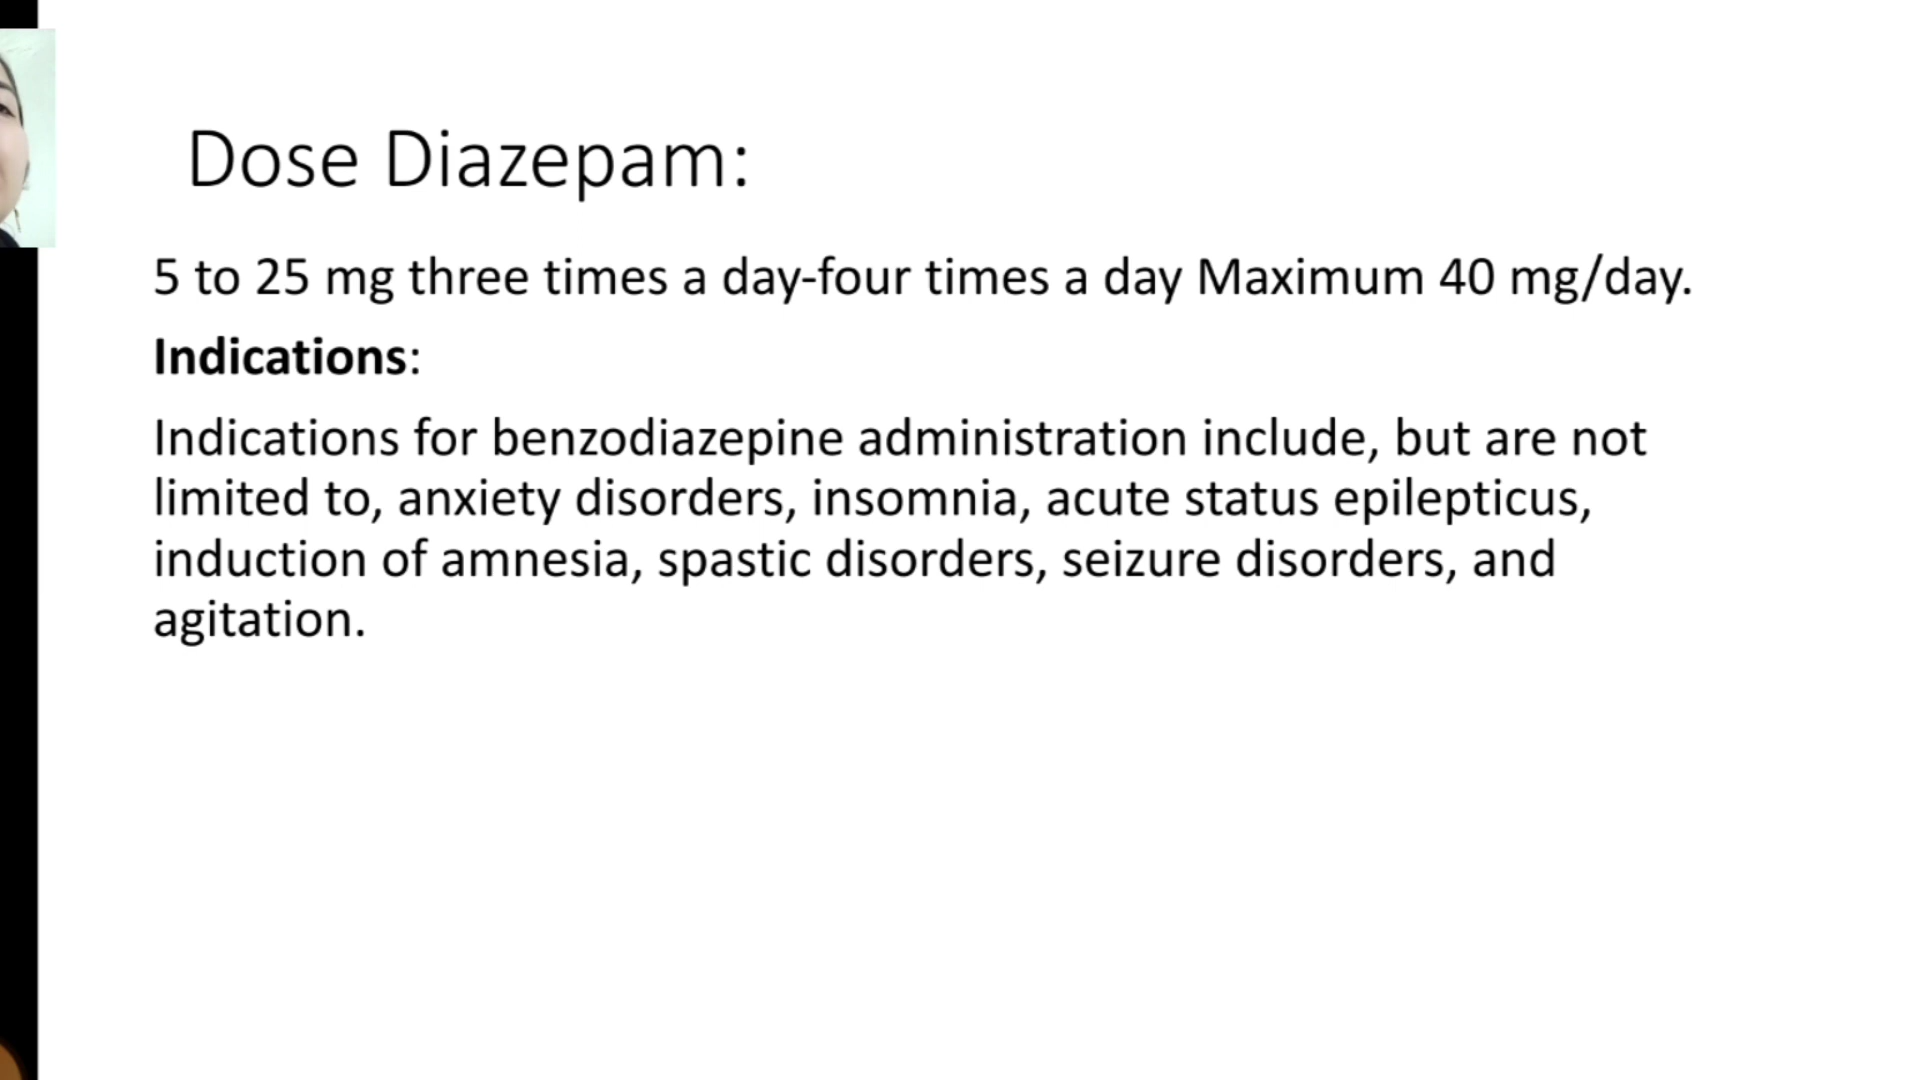 Dose Diazepam:
5 to 25 mg three times a day-four times a day Maximum 40 mg/day.
Indications:
Indications for benzodiazepine administration include, but are not
limited to, anxiety disorders, insomnia, acute status epilepticus,
induction of amnesia, spastic disorders, seizure disorders, and
agitation.